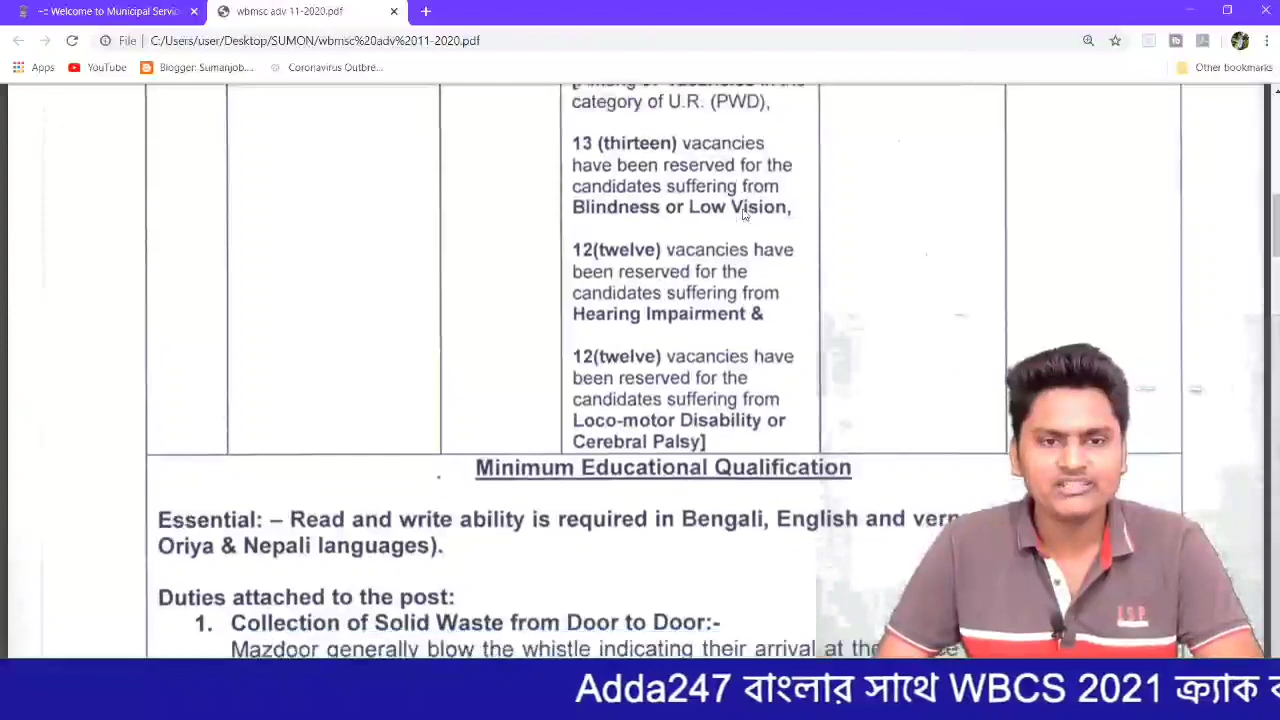 -:: Welcome to Municipal Servic
wbmsc adv 11-2020.pdf
File
C:/Users/user/Desktop/SUMON/wbmsc%20adv%2011-2020.pdf
Apps
YouTube
Blogger: Sumanjob....
Coronavirus Outbre...
Other bookmarks
category of U.R. (PWD),
13 (thirteen) vacancies
have been reserved for the
candidates suffering from
Blindness or Low Vision,
12(twelve) vacancies have
been reserved for the
candidates suffering from
Hearing Impairment &
12(twelve) vacancies have
been reserved for the
candidates suffering from
Loco-motor Disability or
Cerebral Palsy]
Minimum Educational Qualification
Essential: – Read and write ability is required in Bengali, English and vern
Oriya & Nepali languages).
Duties attached to the post:
1. Collection of Solid Waste from Door to Door:-
Mazdoor generally blow the whistle indicating their arrival at the
Adda247 বাংলার সাথে WBCS 2021 ক্র্যাক ক